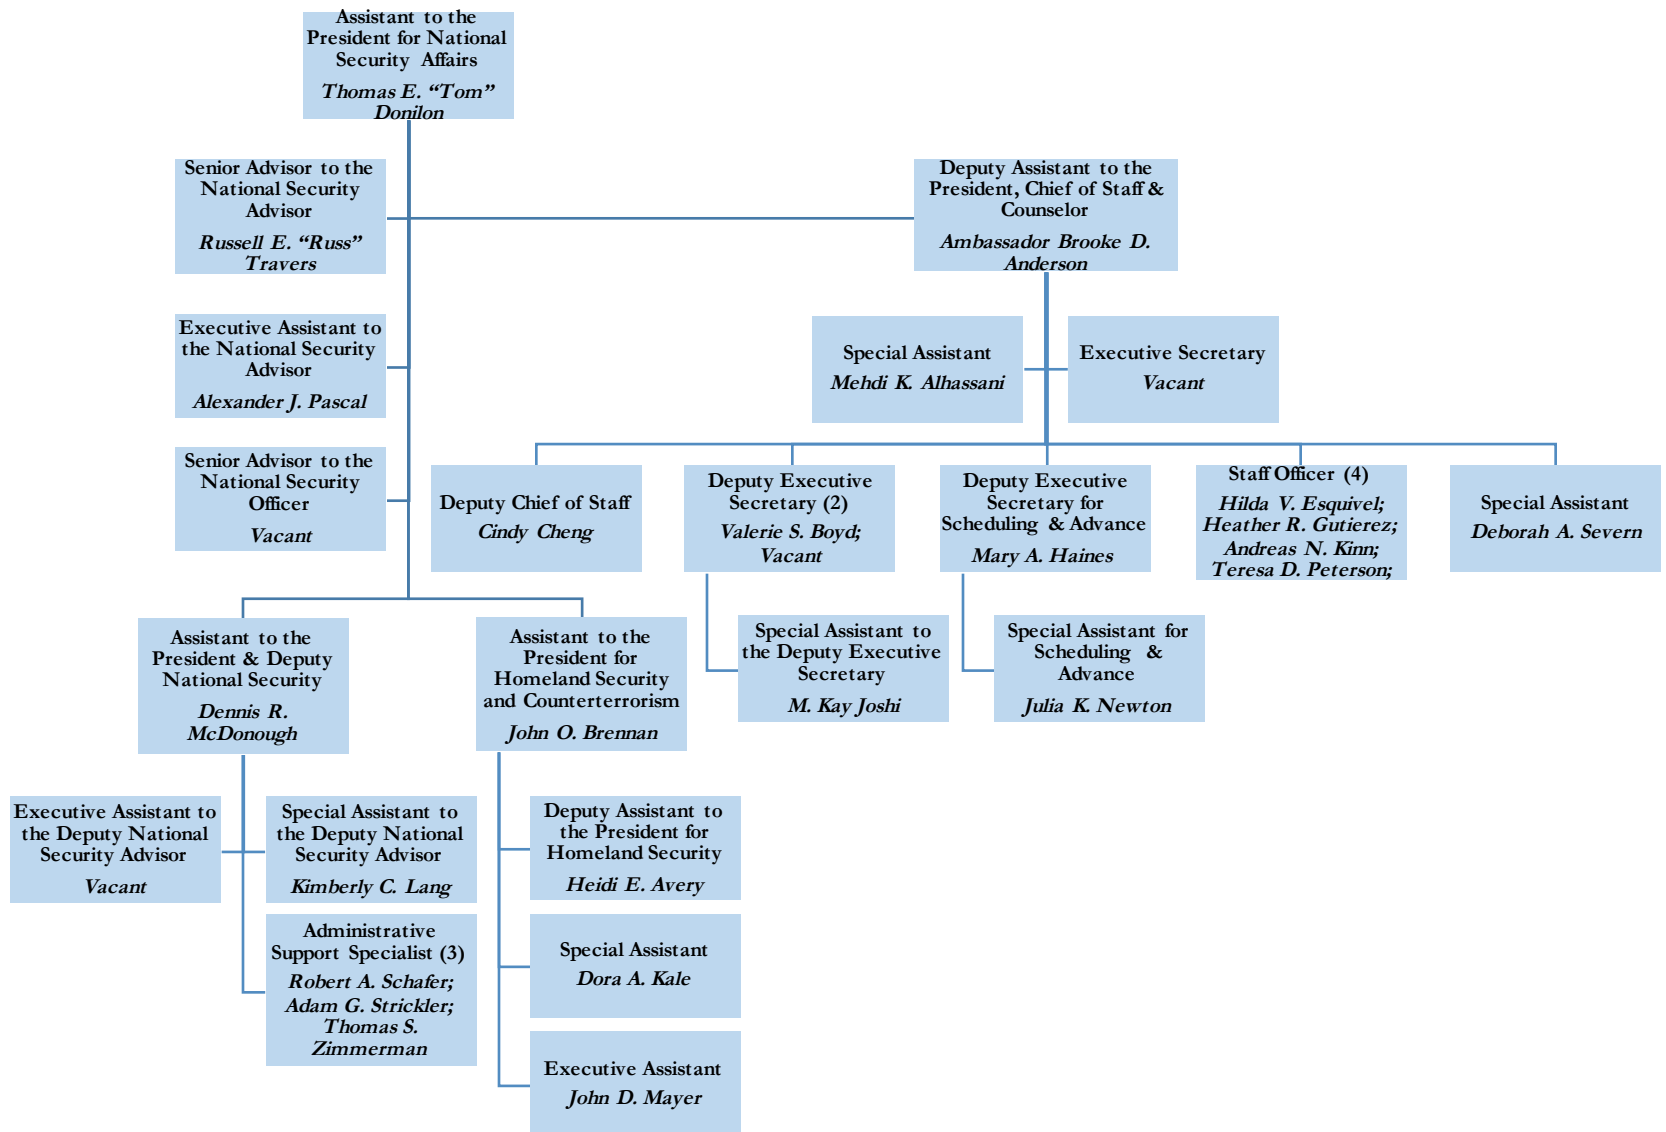 Assistant to the
President for National
Security Affairs
Thomas E. “Tom”
Donilon
Senior Advisor to the
National Security
Advisor
Russell E. “Russ”
Travers
Deputy Assistant to the
President, Chief of Staff &
Counselor
Ambassador Brooke D.
Anderson
Executive Assistant to
the National Security
Advisor
Alexander J. Pascal
Special Assistant
Mehdi K. Alhassani
Executive Secretary
Vacant
Senior Advisor to the
National Security
Officer
Vacant
Deputy Chief of Staff
Cindy Cheng
Deputy Executive
Secretary (2)
Valerie S. Boyd;
Vacant
Deputy Executive
Secretary for
Scheduling & Advance
Mary A. Haines
Staff Officer (4)
Hilda V. Esquivel;
Heather R. Gutierez;
Andreas N. Kinn;
Teresa D. Peterson;
Special Assistant
Deborah A. Severn
Assistant to the
President & Deputy
National Security
Dennis R.
McDonough
Assistant to the
President for
Homeland Security
and Counterterrorism
John O. Brennan
Special Assistant to
the Deputy Executive
Secretary
M. Kay Joshi
Special Assistant for
Scheduling &
Advance
Julia K. Newton
Executive Assistant to
the Deputy National
Security Advisor
Vacant
Special Assistant to
the Deputy National
Security Advisor
Kimberly C. Lang
Deputy Assistant to
the President for
Homeland Security
Heidi E. Avery
Administrative
Support Specialist (3)
Robert A. Schafer;
Adam G. Strickler;
Thomas S.
Zimmerman
Special Assistant
Dora A. Kale
Executive Assistant
John D. Mayer